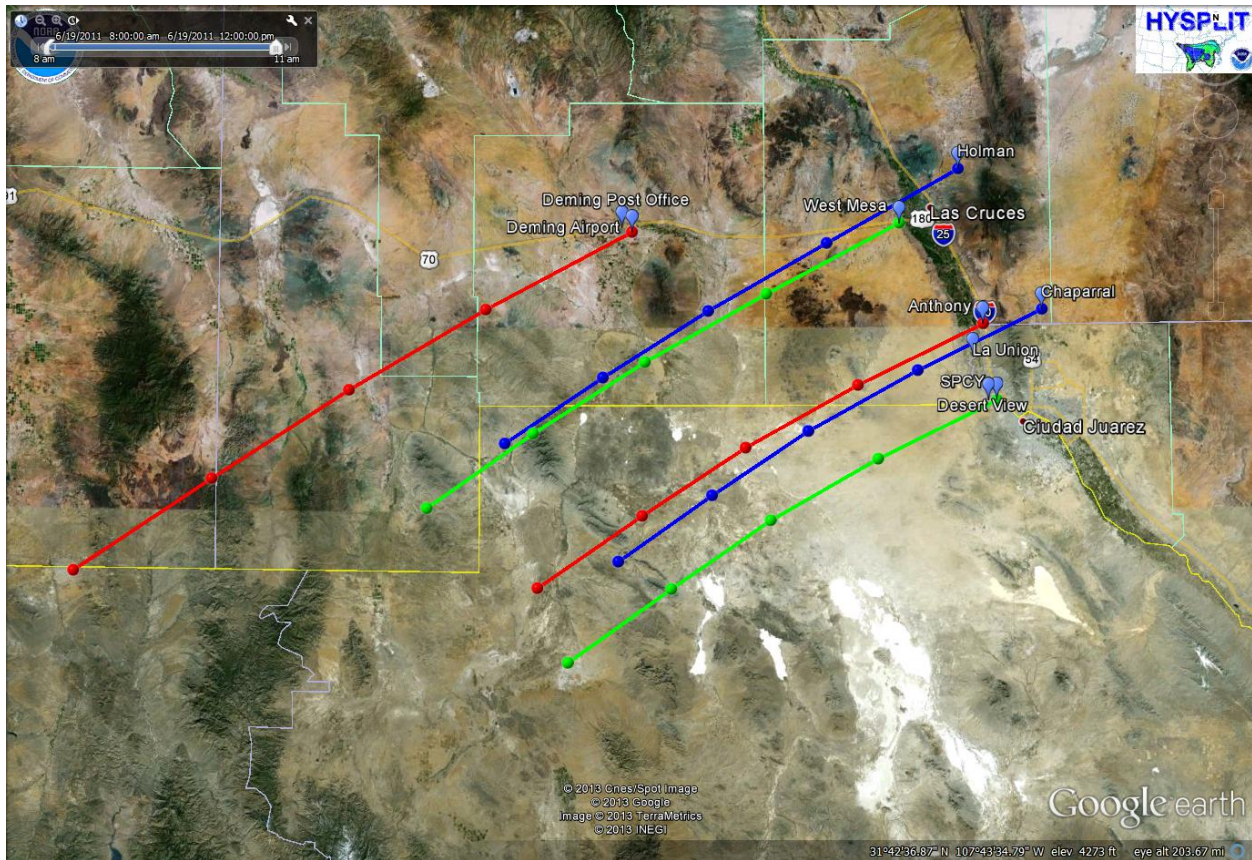 6/19/2011 8:00:00 am 6/19/2011 12:00:00 pm
8 am
11 am
HYSPLIT
Holman
Deming Post Office
Deming Airport
West Mesa
180
Las Cruces
25
70
Anthony
Chaparral
La Union
54
SPCY
Desert View
Ciudad Juarez
© 2013 Cnes/Spot Image
© 2013 Google
Image © 2013 TerraMetrics
© 2013 INEGI
Google earth
31°42'36.87" N 107°43'34.79" W elev 4273 ft eye alt 203.67 mi